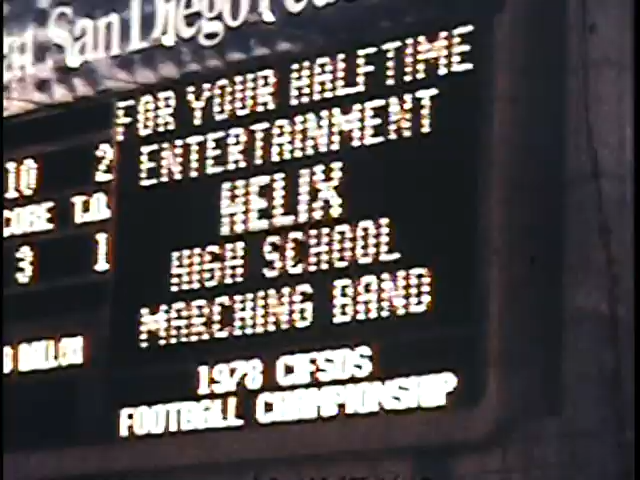 San Diego
FOR YOUR HALFTIME
ENTERTAINMENT
HELIX
HIGH SCHOOL
MARCHING BAND
1978 CIFSDS
FOOTBALL CHAMPIONSHIP
10 2
T.O.
3 1